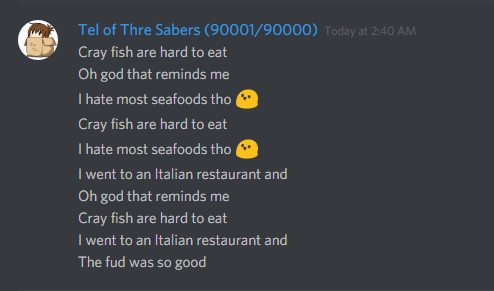 Tel of Thre Sabers (90001/90000) Today at 2:40 AM
Cray fish are hard to eat
Oh god that reminds me
I hate most seafoods tho
Cray fish are hard to eat
I hate most seafoods tho
I went to an Italian restaurant and
Oh god that reminds me
Cray fish are hard to eat
I went to an Italian restaurant and
The fud was so good